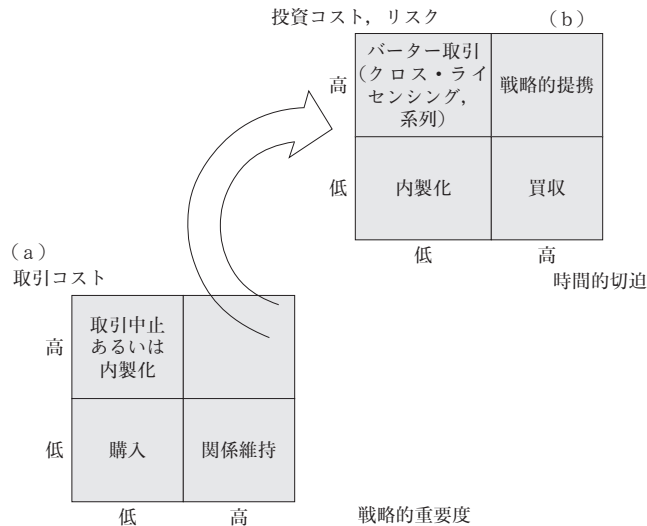 投資コスト，リスク （ｂ）
高
バーター取引
（クロス・ライ
センシング，
系列）
戦略的提携
低
内製化
買収
低
高
時間的切迫
（ａ）
取引コスト
高
取引中止
あるいは
内製化
低
購入
関係維持
低
高
戦略的重要度